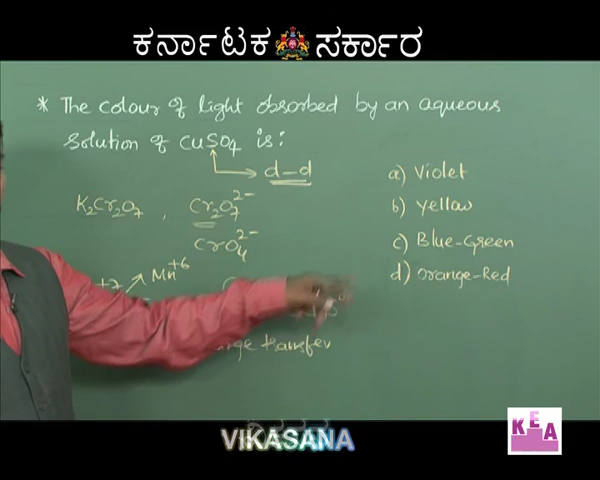 ಕರ್ನಾಟಕ ಸರ್ಕಾರ
* The colour of light absorbed by an aqueous
solution of CuSO4 is:
d-d
K2Cr2O7, Cr2O7 2-
CrO4 2-
+7 Mn+6
transfer
a) Violet
b) Yellow
c) Blue-Green
d) Orange-Red
VIKASANA
KEA